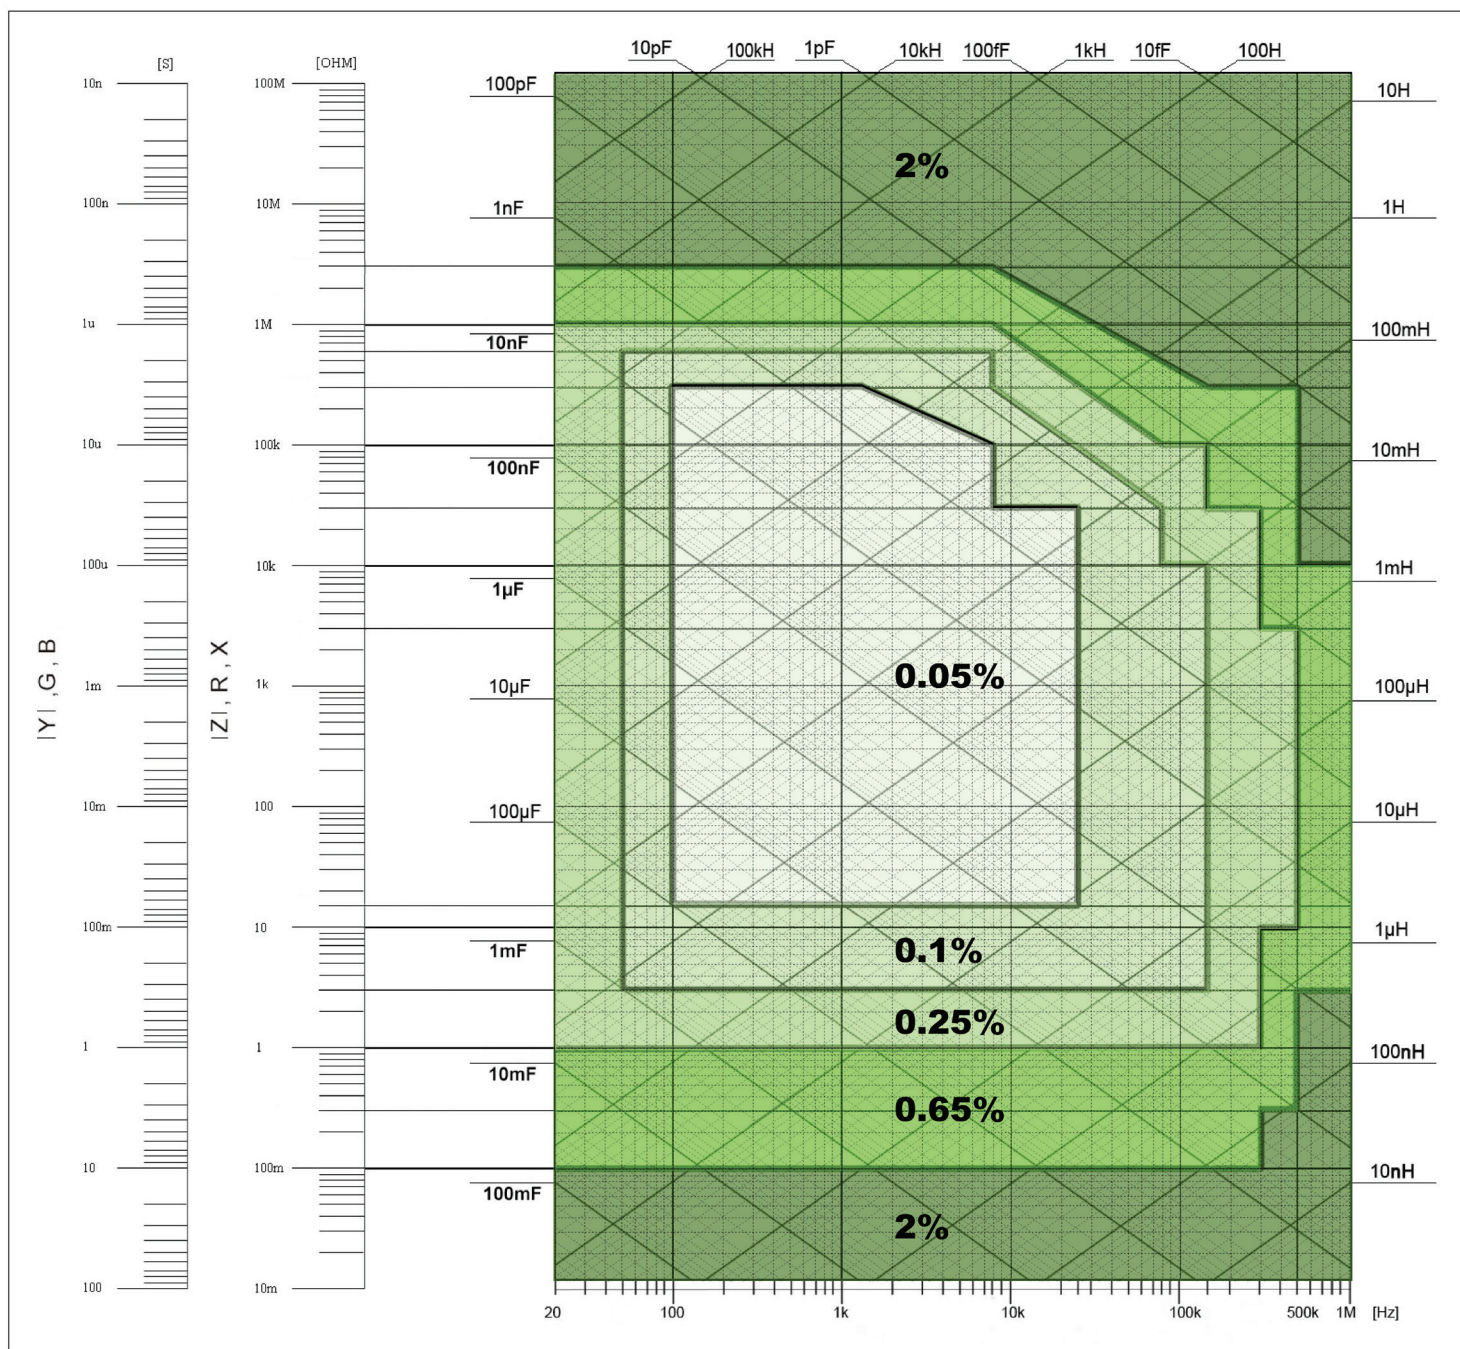 10pF 100kH 1pF 10kH 100fF 1kH 10fF 100H
[S] [OHM]
10n 100M 100pF 10H
2%
100n 10M 1nF 1H
1u 1M 10nF 100mH
10u 100k 100nF 10mH
100u 10k 1µF 1mH
|Y|,G,B |Z|,R,X
0.05%
1m 1k 10µF 100µH
10m 100 100µF 10µH
100m 10 1mF 1µH
0.1%
0.25%
1 1 10mF 100nH
0.65%
10 100m 100mF 10nH
2%
100 10m
20 100 1k 10k 100k 500k 1M [Hz]